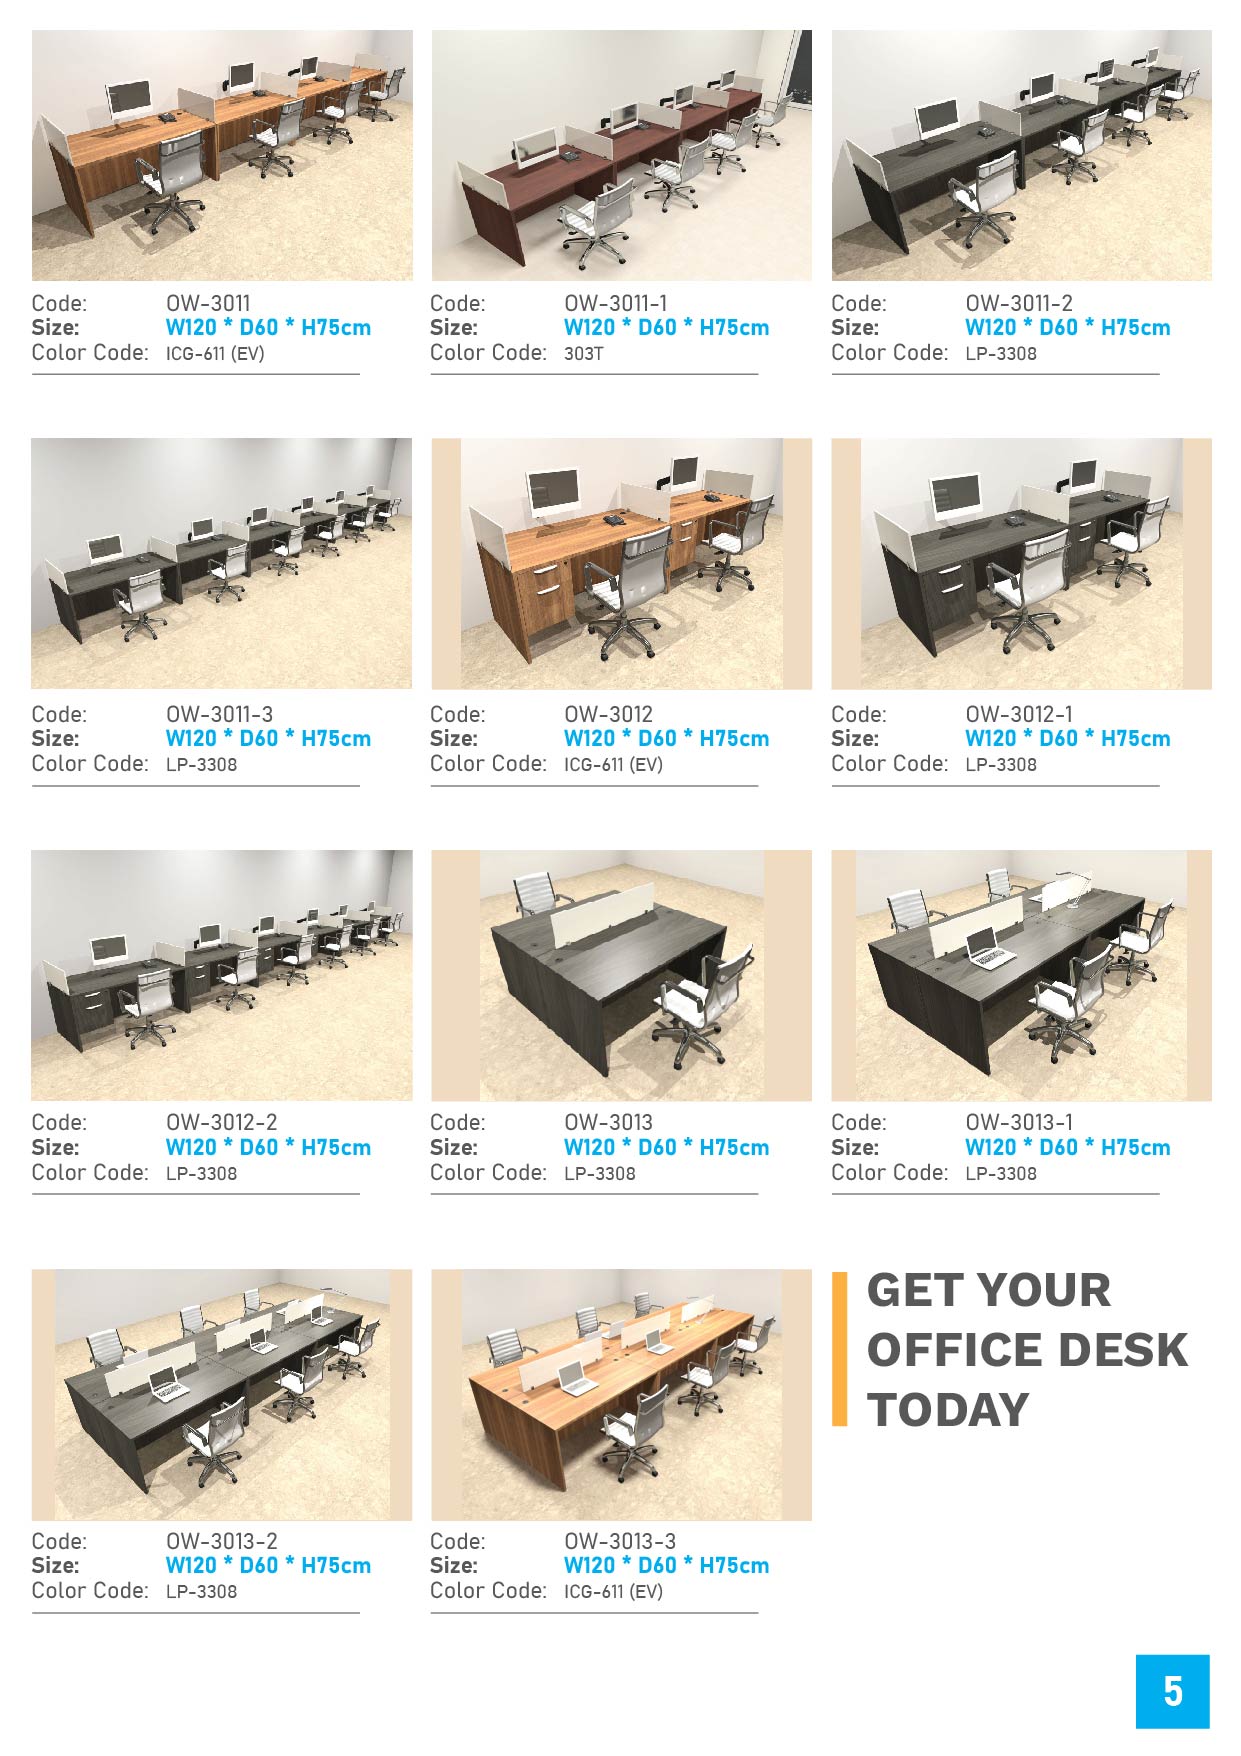 Code: OW-3011
Size: W120 * D60 * H75cm
Color Code: ICG-611 (EV)
Code: OW-3011-1
Size: W120 * D60 * H75cm
Color Code: 303T
Code: OW-3011-2
Size: W120 * D60 * H75cm
Color Code: LP-3308
Code: OW-3011-3
Size: W120 * D60 * H75cm
Color Code: LP-3308
Code: OW-3012
Size: W120 * D60 * H75cm
Color Code: ICG-611 (EV)
Code: OW-3012-1
Size: W120 * D60 * H75cm
Color Code: LP-3308
Code: OW-3012-2
Size: W120 * D60 * H75cm
Color Code: LP-3308
Code: OW-3013
Size: W120 * D60 * H75cm
Color Code: LP-3308
Code: OW-3013-1
Size: W120 * D60 * H75cm
Color Code: LP-3308
Code: OW-3013-2
Size: W120 * D60 * H75cm
Color Code: LP-3308
Code: OW-3013-3
Size: W120 * D60 * H75cm
Color Code: ICG-611 (EV)
GET YOUR
OFFICE DESK
TODAY
5